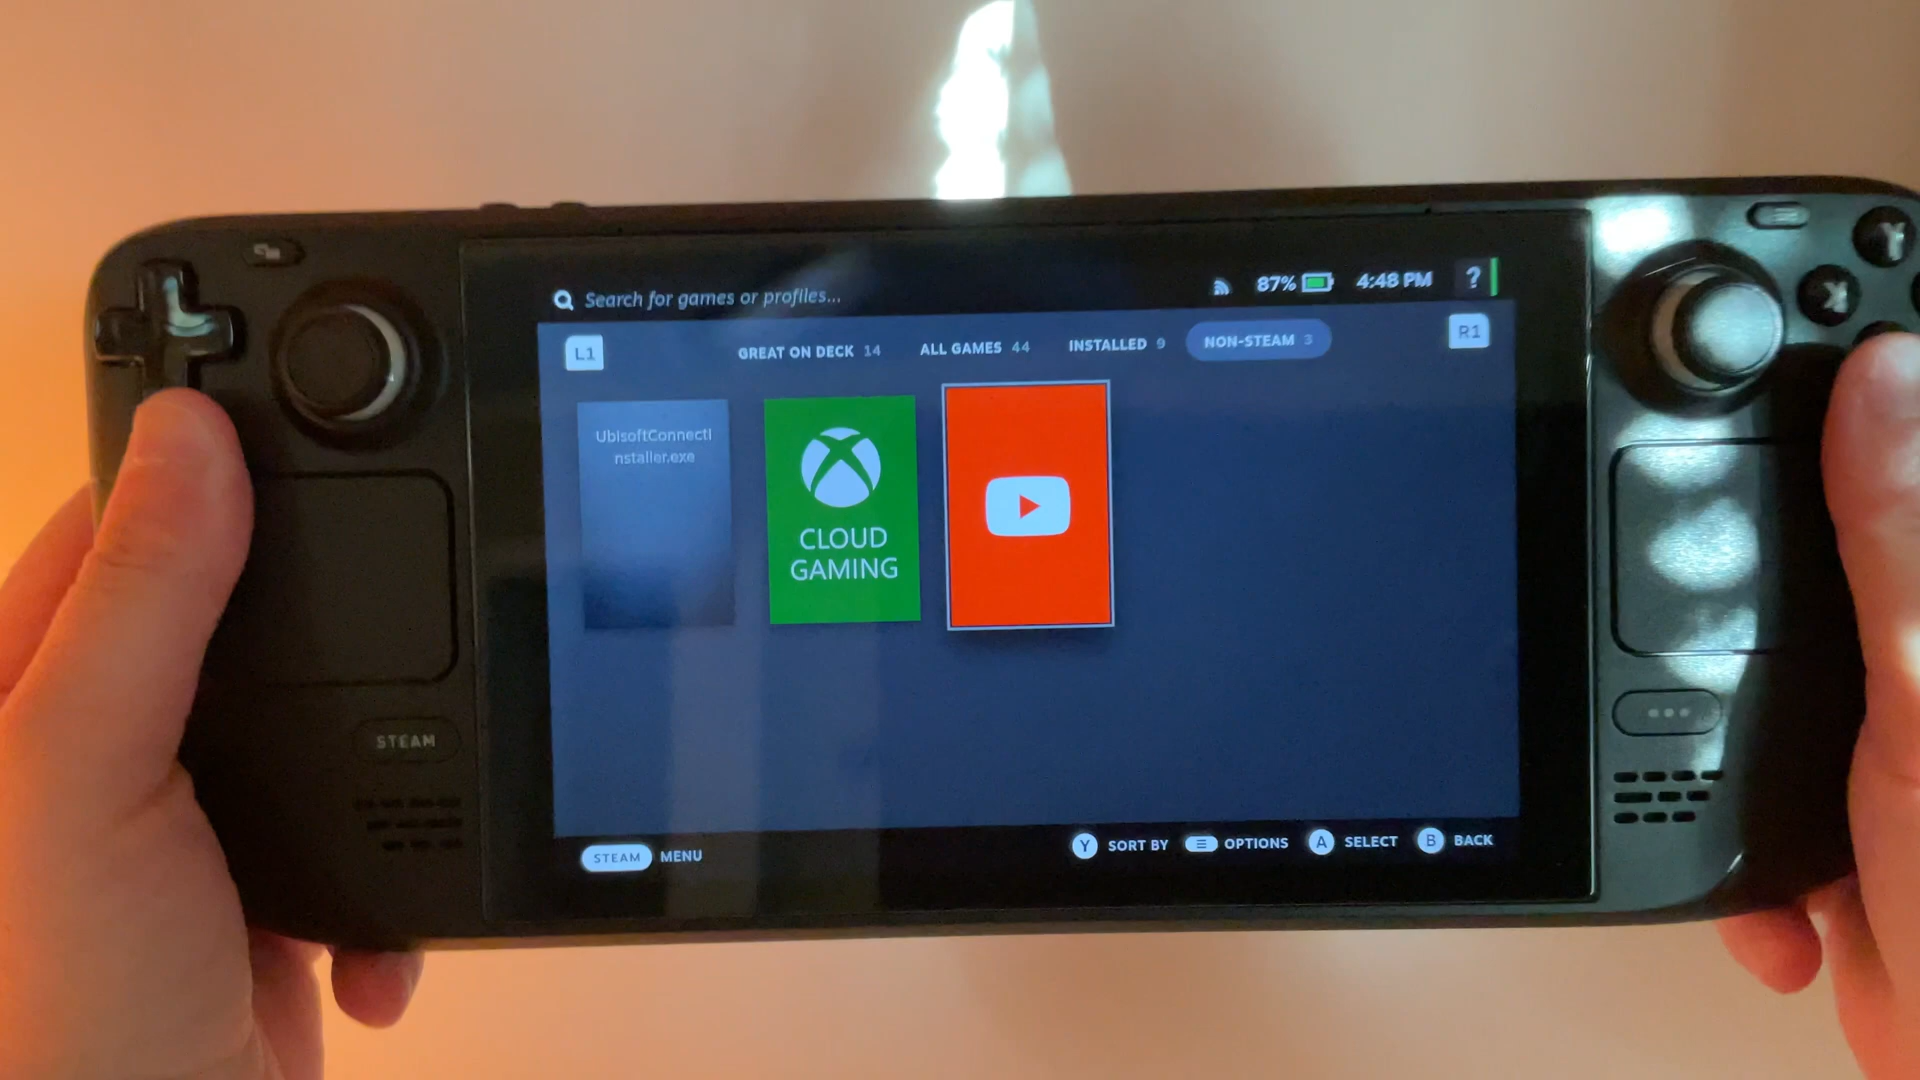 Search for games or profiles...
87%
4:48 PM
?
L1
GREAT ON DECK 14
ALL GAMES 44
INSTALLED 9
NON-STEAM 3
R1
UbisoftConnectI
nstaller.exe
CLOUD
GAMING
STEAM MENU
Y SORT BY
OPTIONS
A SELECT
B BACK
STEAM
Y
X